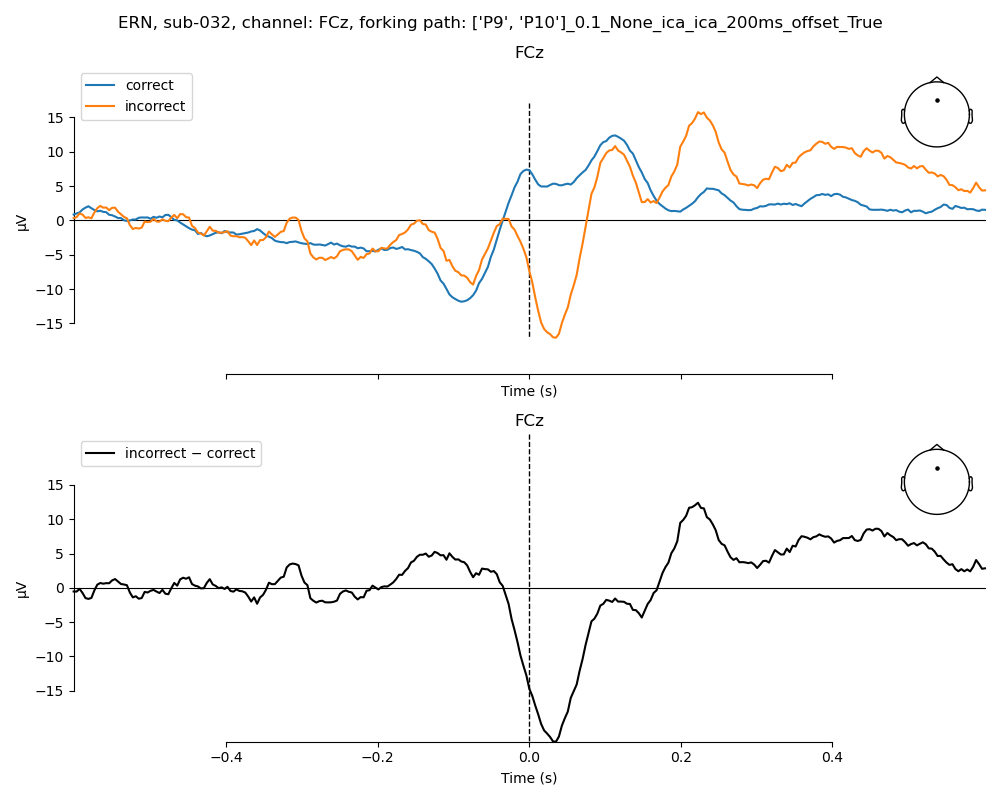 ERN, sub-032, channel: FCz, forking path: ['P9', 'P10']_0.1_None_ica_ica_200ms_offset_True
FCz
correct
incorrect
15
10
5
0
−5
−10
−15
µV
Time (s)
FCz
incorrect − correct
15
10
5
0
−5
−10
−15
µV
−0.4 −0.2 0.0 0.2 0.4
Time (s)